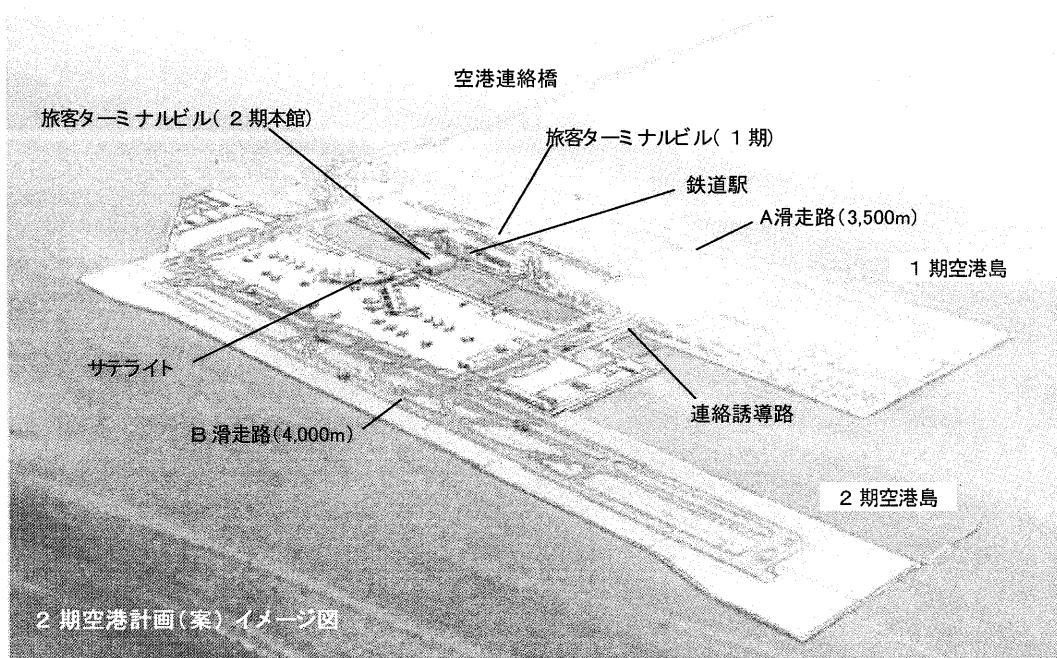 空港連絡橋
旅客ターミナルビル( 2 期本館)
旅客ターミナルビル( 1 期)
鉄道駅
A滑走路(3,500m)
1 期空港島
サテライト
連絡誘導路
B 滑走路(4,000m)
2 期空港島
2 期空港計画(案) イメージ図